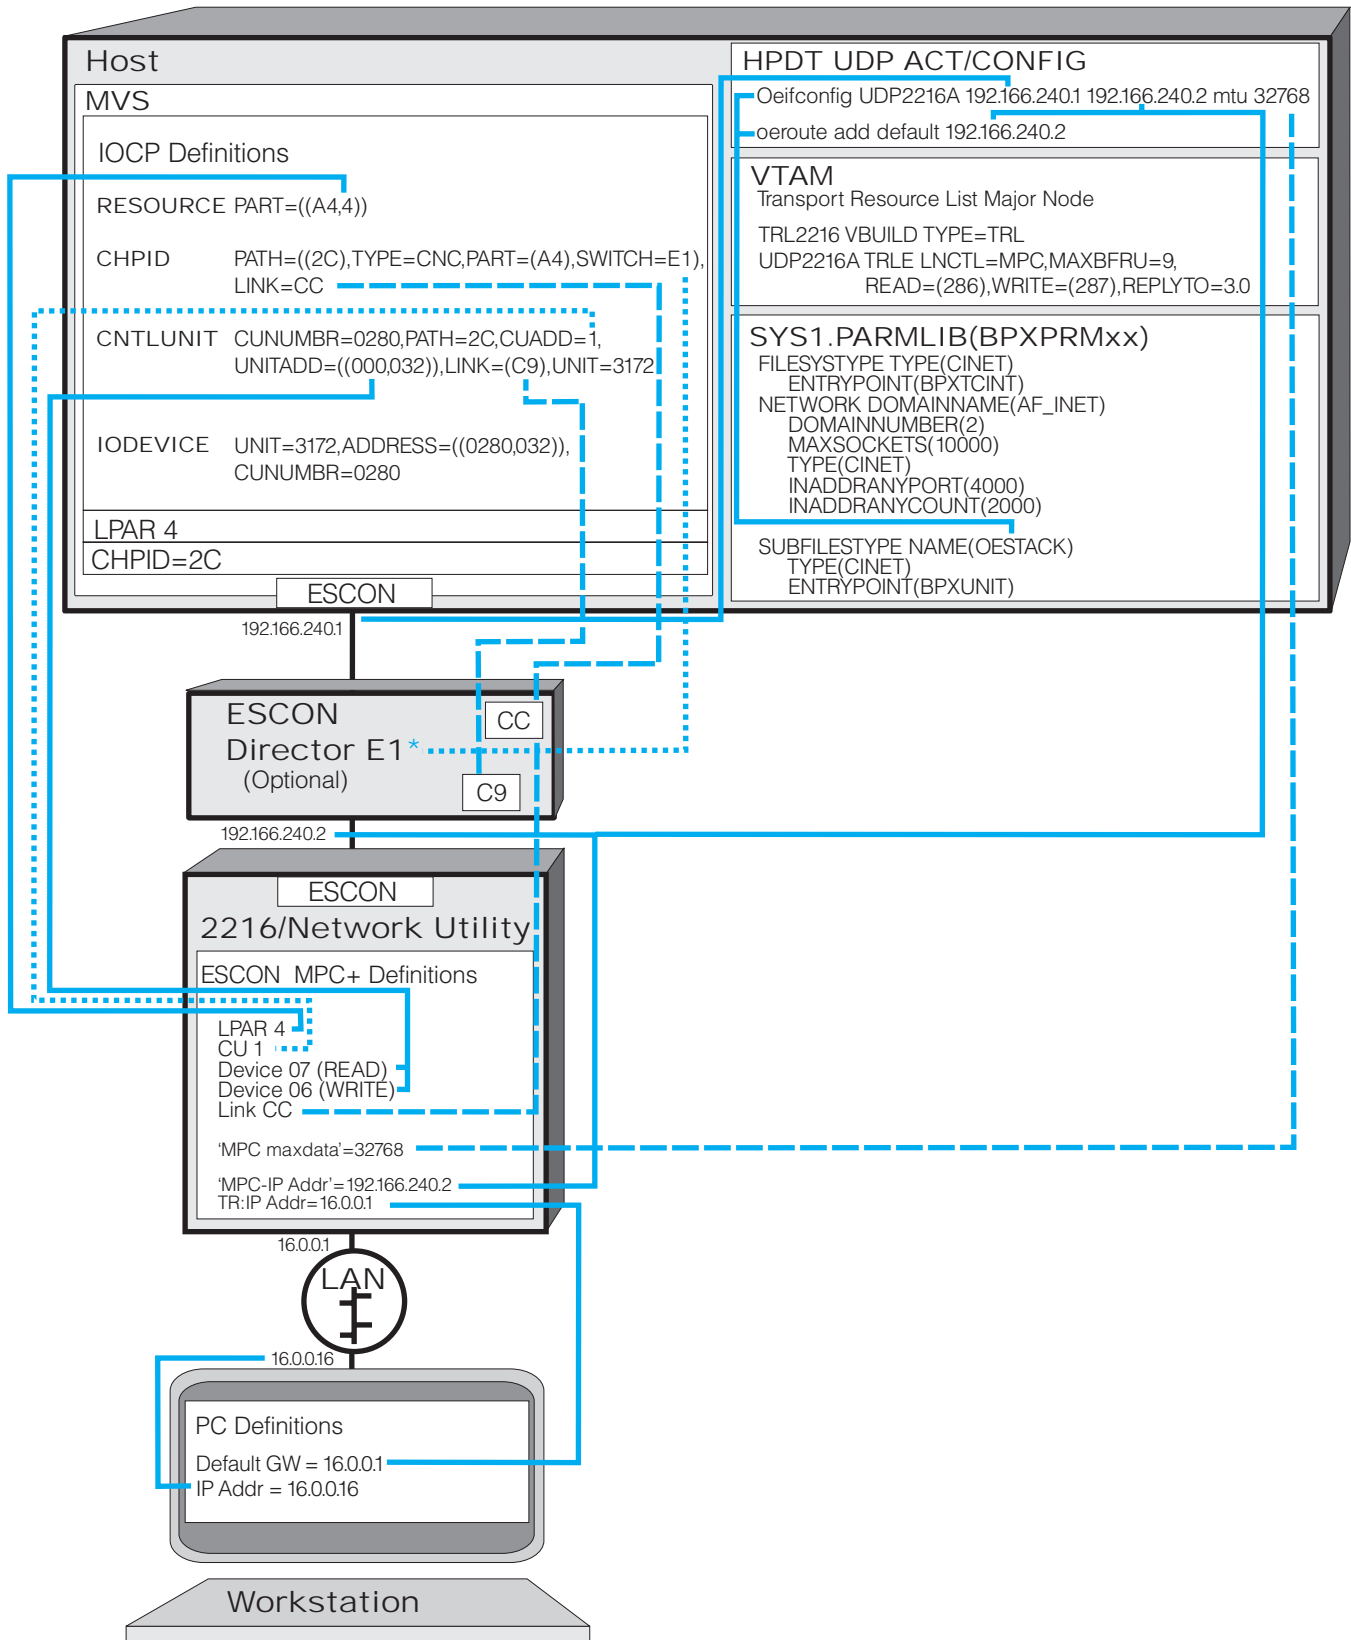 Host
MVS
IOCP Definitions
RESOURCE PART=((A4,4))
CHPID PATH=((2C),TYPE=CNC,PART=(A4),SWITCH=E1),
LINK=CC
CNTLUNIT CUNUMBR=0280,PATH=2C,CUADD=1,
UNITADD=((000,032)),LINK=(C9),UNIT=3172
IODEVICE UNIT=3172,ADDRESS=((0280,032)),
CUNUMBR=0280
LPAR 4
CHPID=2C
ESCON
HPDT UDP ACT/CONFIG
Oeifconfig UDP2216A 192.166.240.1 192.166.240.2 mtu 32768
oeroute add default 192.166.240.2
VTAM
Transport Resource List Major Node
TRL2216 VBUILD TYPE=TRL
UDP2216A TRLE LNCTL=MPC,MAXBFRU=9,
READ=(286),WRITE=(287),REPLYTO=3.0
SYS1.PARMLIB(BPXPRMxx)
FILESYSTYPE TYPE(CINET)
ENTRYPOINT(BPXTCINT)
NETWORK DOMAINNAME(AF_INET)
DOMAINNUMBER(2)
MAXSOCKETS(10000)
TYPE(CINET)
INADDRANYPORT(4000)
INADDRANYCOUNT(2000)
SUBFILESTYPE NAME(OESTACK)
TYPE(CINET)
ENTRYPOINT(BPXUNIT)
192.166.240.1
ESCON
Director E1*
(Optional)
CC
C9
192.166.240.2
ESCON
2216/Network Utility
ESCON MPC+ Definitions
LPAR 4
CU 1
Device 07 (READ)
Device 06 (WRITE)
Link CC
‘MPC maxdata’=32768
‘MPC-IP Addr’=192.166.240.2
TR:IP Addr=16.0.0.1
16.0.0.1
LAN
16.0.0.16
PC Definitions
Default GW = 16.0.0.1
IP Addr = 16.0.0.16
Workstation